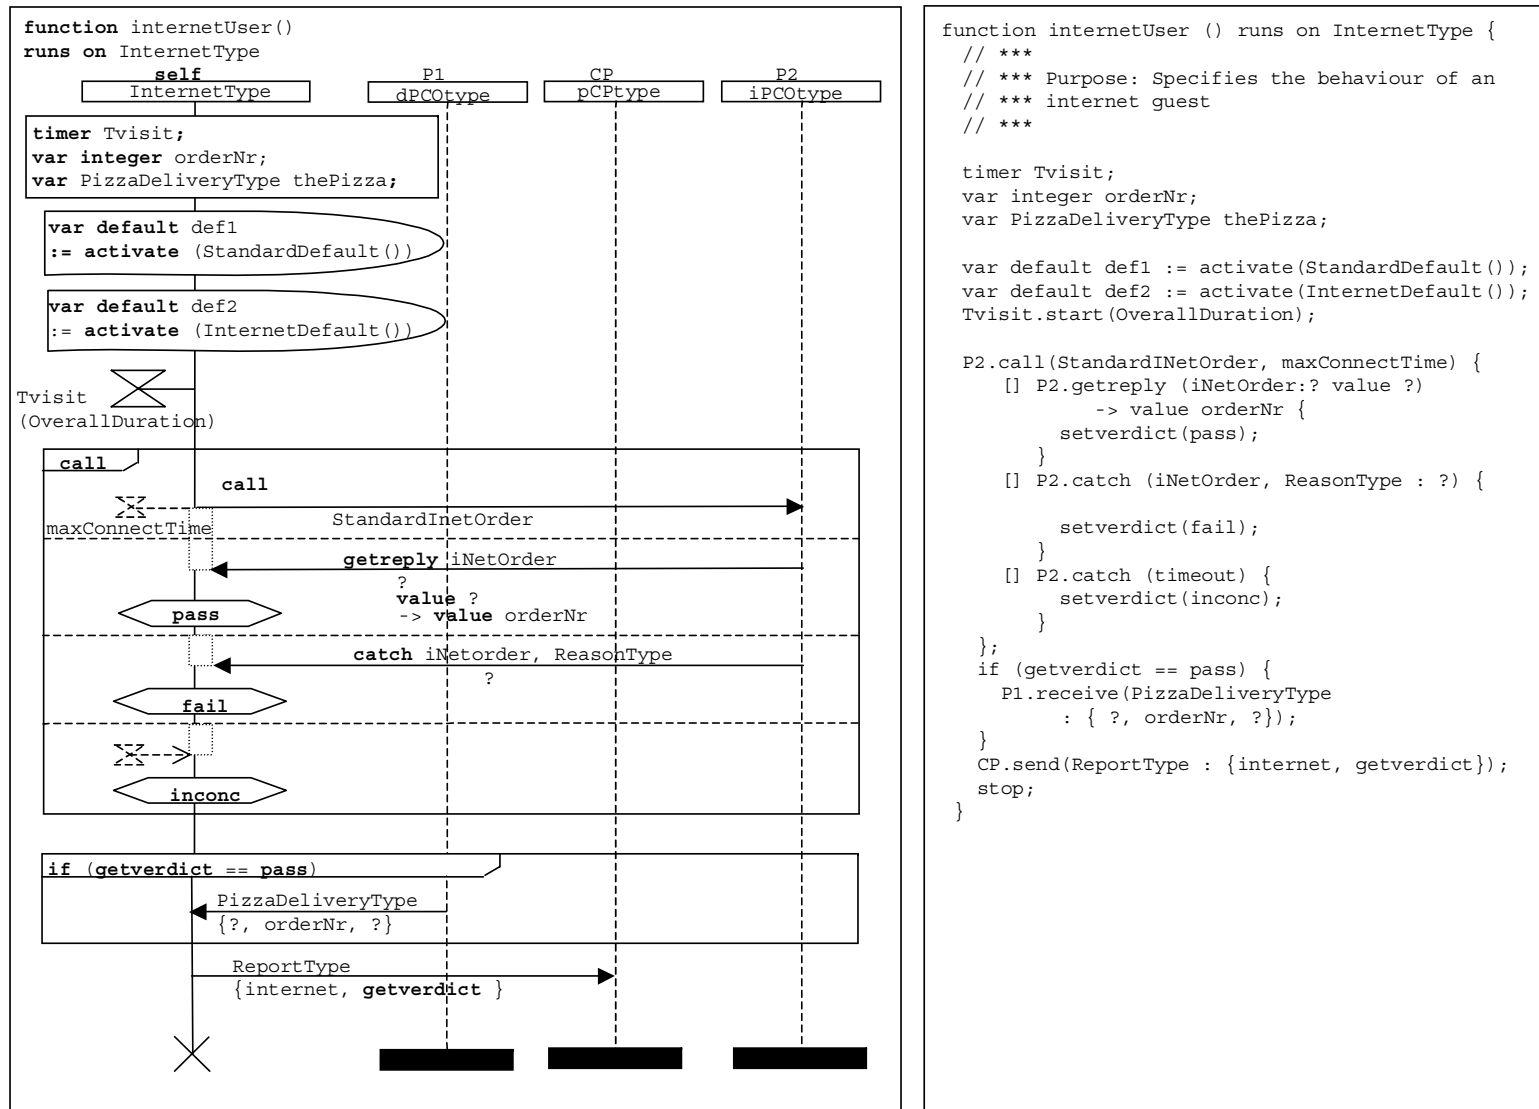 function internetUser()
runs on InternetType
self P1 CP P2
InternetType dPCOtype pCPtype iPCOtype
timer Tvisit;
var integer orderNr;
var PizzaDeliveryType thePizza;
var default def1
:= activate (StandardDefault())
var default def2
:= activate (InternetDefault())
Tvisit
(OverallDuration)
call
call
maxConnectTime StandardInetOrder
getreply iNetOrder
?
value ?
-> value orderNr
pass
catch iNetorder, ReasonType
?
fail
inconc
if (getverdict == pass)
PizzaDeliveryType
{?, orderNr, ?}
ReportType
{internet, getverdict }
function internetUser () runs on InternetType {
// ***
// *** Purpose: Specifies the behaviour of an
// *** internet guest
// ***
timer Tvisit;
var integer orderNr;
var PizzaDeliveryType thePizza;
var default def1 := activate(StandardDefault());
var default def2 := activate(InternetDefault());
Tvisit.start(OverallDuration);
P2.call(StandardINetOrder, maxConnectTime) {
[] P2.getreply (iNetOrder:? value ?)
-> value orderNr {
setverdict(pass);
}
[] P2.catch (iNetOrder, ReasonType : ?) {
setverdict(fail);
}
[] P2.catch (timeout) {
setverdict(inconc);
}
};
if (getverdict == pass) {
P1.receive(PizzaDeliveryType
: { ?, orderNr, ?});
}
CP.send(ReportType : {internet, getverdict});
stop;
}